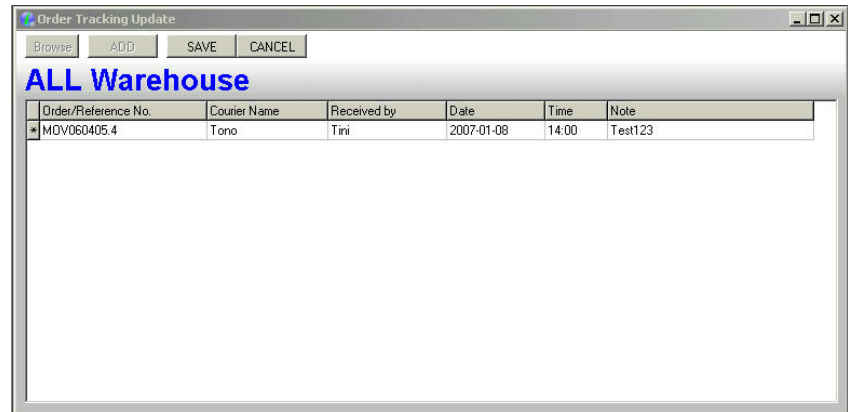 Order Tracking Update
Browse ADD SAVE CANCEL
ALL Warehouse
Order/Reference No. Courier Name Received by Date Time Note
* MOV060405.4 Tono Tini 2007-01-08 14:00 Test123